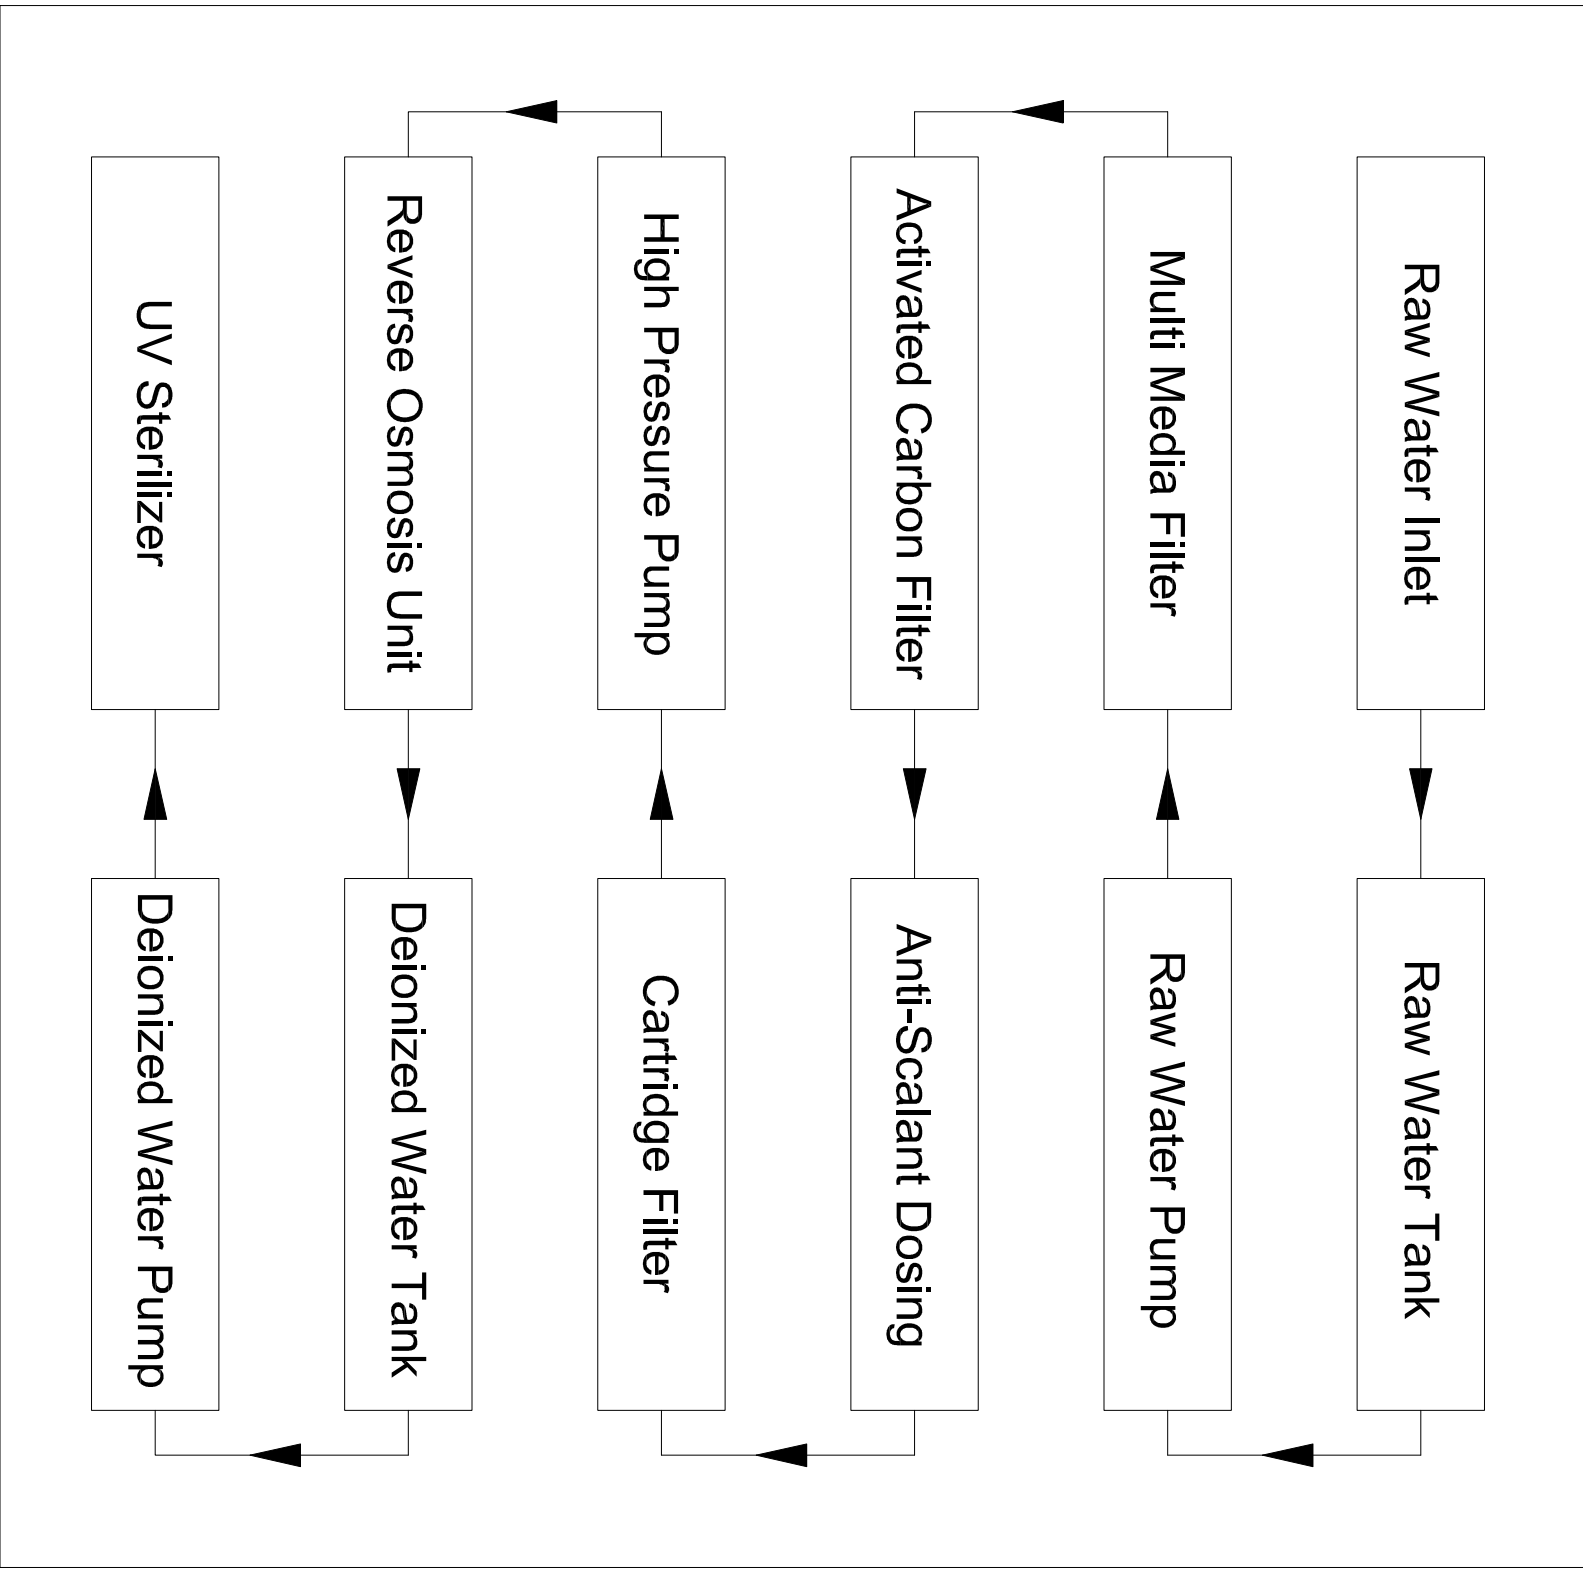 Raw Water Inlet
Raw Water Tank
Raw Water Pump
Multi Media Filter
Activated Carbon Filter
Anti-Scalant Dosing
Cartridge Filter
High Pressure Pump
Reverse Osmosis Unit
Deionized Water Tank
Deionized Water Pump
UV Sterilizer